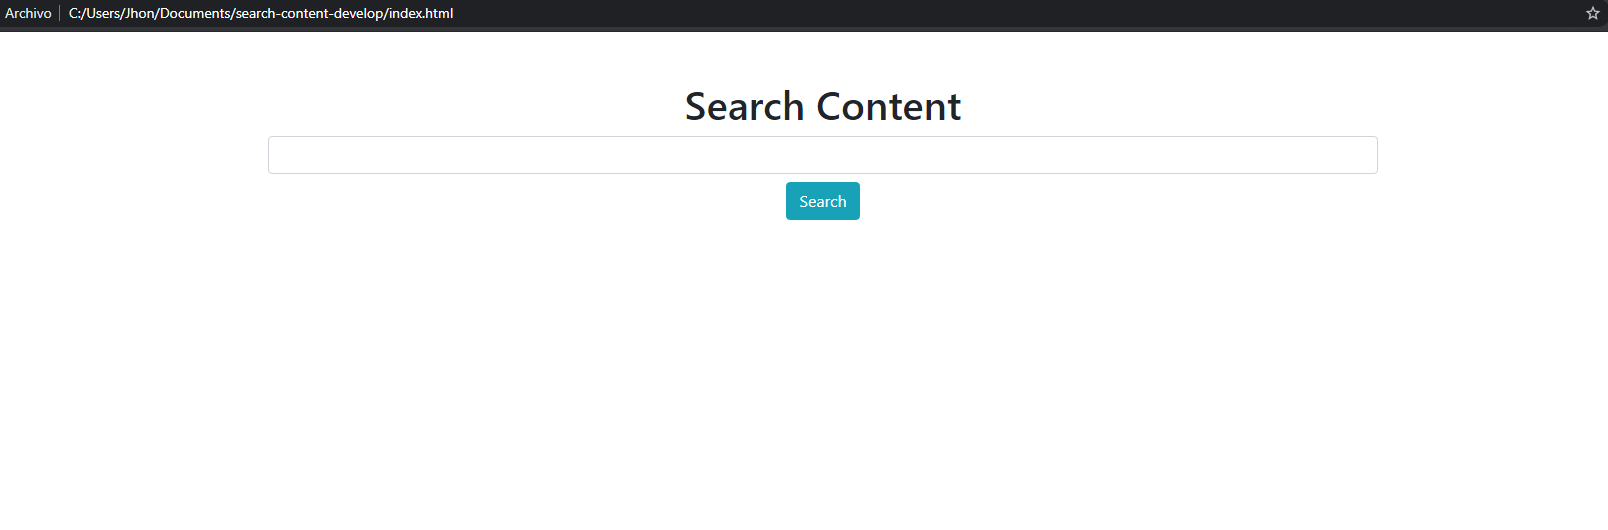 Archivo C:/Users/Jhon/Documents/search-content-develop/index.html
Search Content
Search